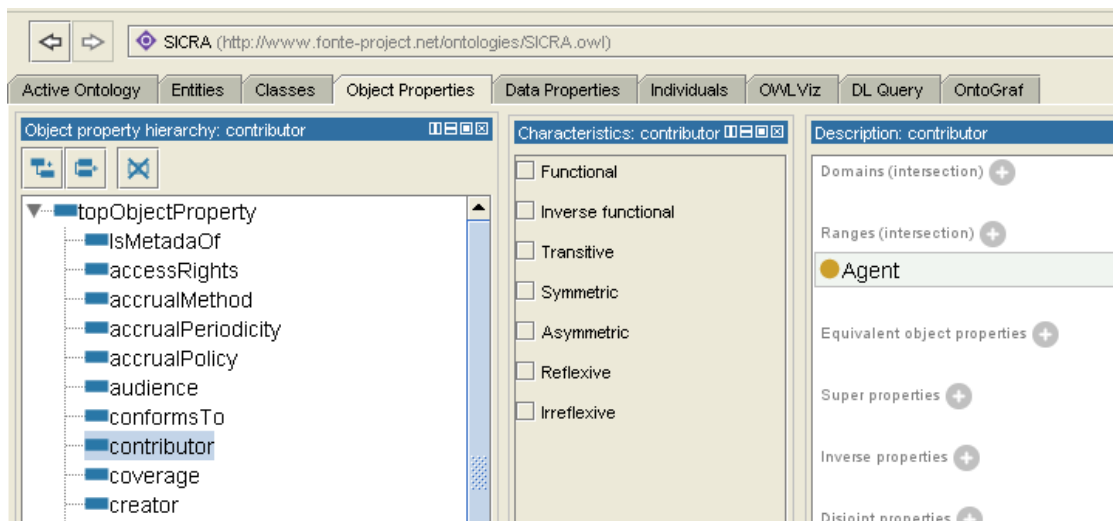 SICRA (http://www.fonte-project.net/ontologies/SICRA.owl)
Active Ontology Entities Classes Object Properties Data Properties Individuals OWLViz DL Query OntoGraf
Object property hierarchy: contributor
topObjectProperty
IsMetadaOf
accessRights
accrualMethod
accrualPeriodicity
accrualPolicy
audience
conformsTo
contributor
coverage
creator
Characteristics: contributor
Functional
Inverse functional
Transitive
Symmetric
Asymmetric
Reflexive
Irreflexive
Description: contributor
Domains (intersection)
Ranges (intersection)
Agent
Equivalent object properties
Super properties
Inverse properties
Disjoint properties